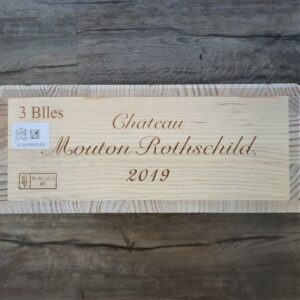 3 Blles
Chateau
Mouton Rothschild.
2019